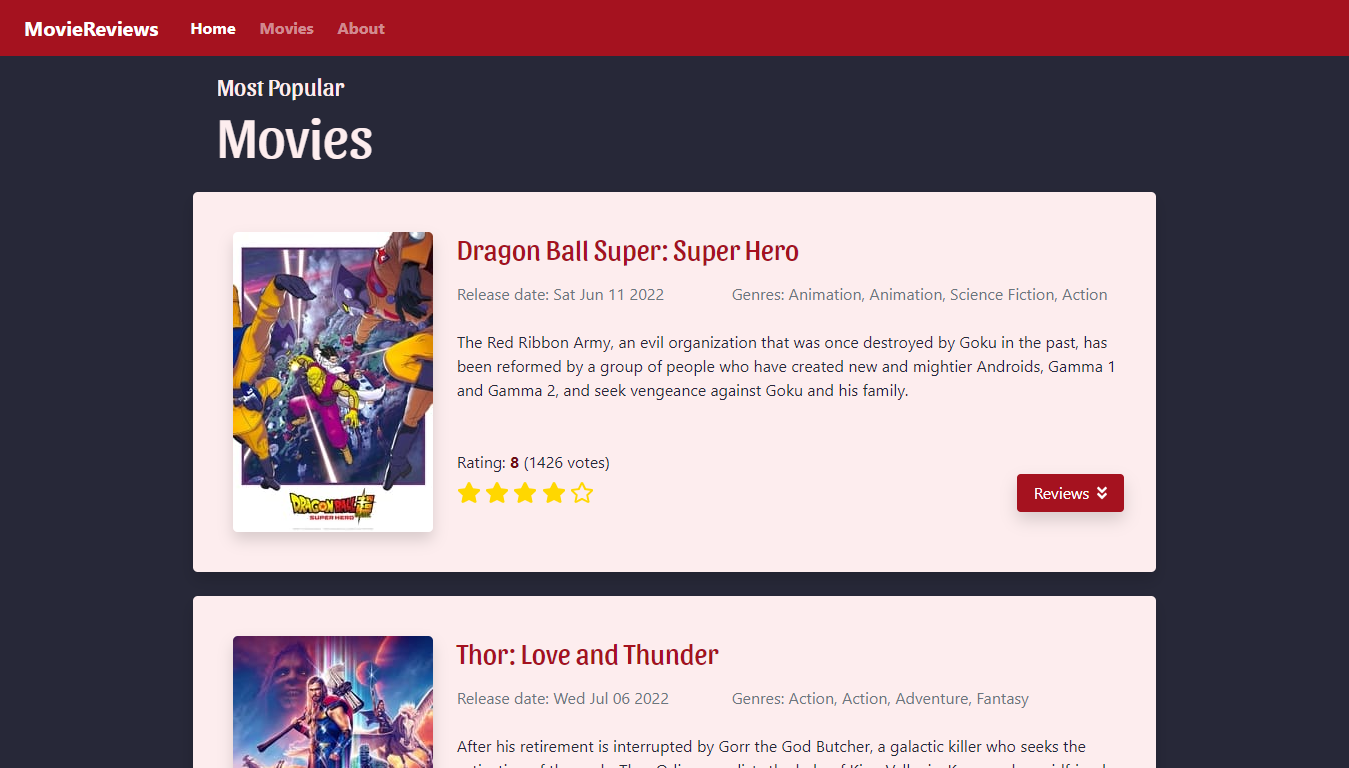 MovieReviews Home Movies About
Most Popular
Movies
Dragon Ball Super: Super Hero
Release date: Sat Jun 11 2022 Genres: Animation, Animation, Science Fiction, Action
The Red Ribbon Army, an evil organization that was once destroyed by Goku in the past, has
been reformed by a group of people who have created new and mightier Androids, Gamma 1
and Gamma 2, and seek vengeance against Goku and his family.
Rating: 8 (1426 votes)
Reviews
DRAGONBALL
SUPER HERO
Thor: Love and Thunder
Release date: Wed Jul 06 2022 Genres: Action, Action, Adventure, Fantasy
After his retirement is interrupted by Gorr the God Butcher, a galactic killer who seeks the